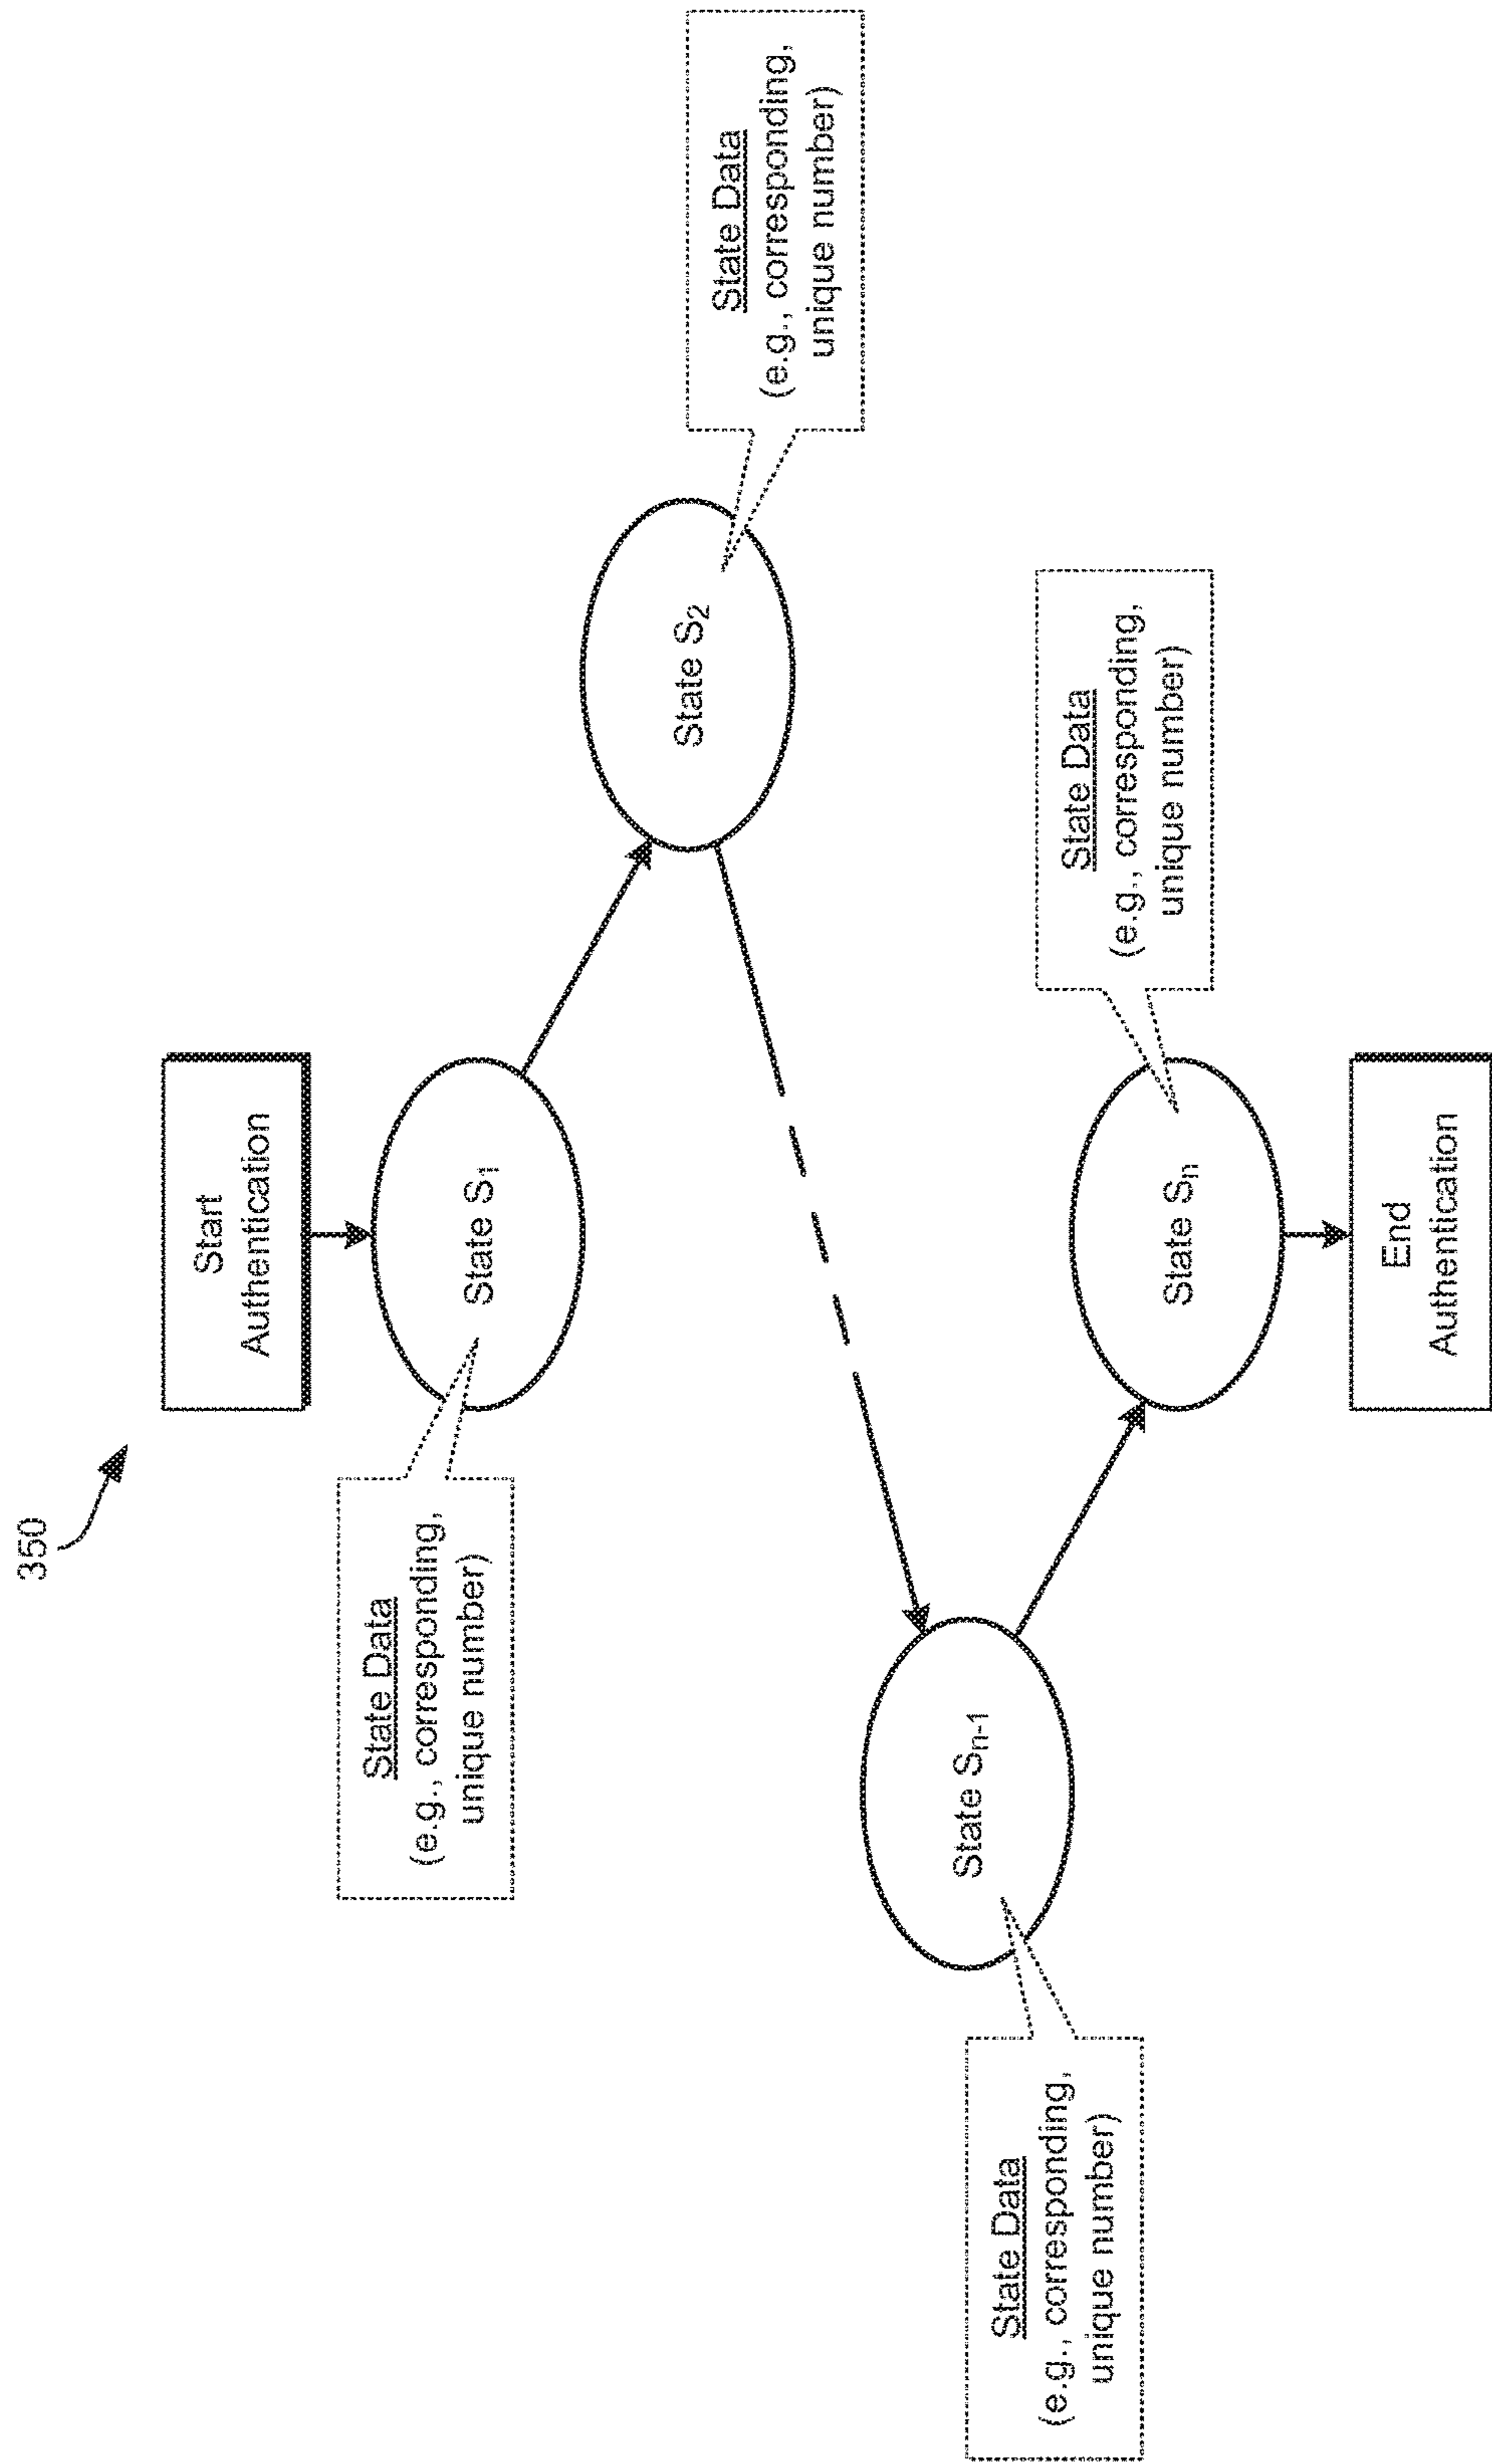 350
Start
Authentication
State Data
(e.g., corresponding,
unique number)
State S₁
State S₂
State Data
(e.g., corresponding,
unique number)
State Data
(e.g., corresponding,
unique number)
State Sₙ₋₁
State Sₙ
State Data
(e.g., corresponding,
unique number)
End
Authentication